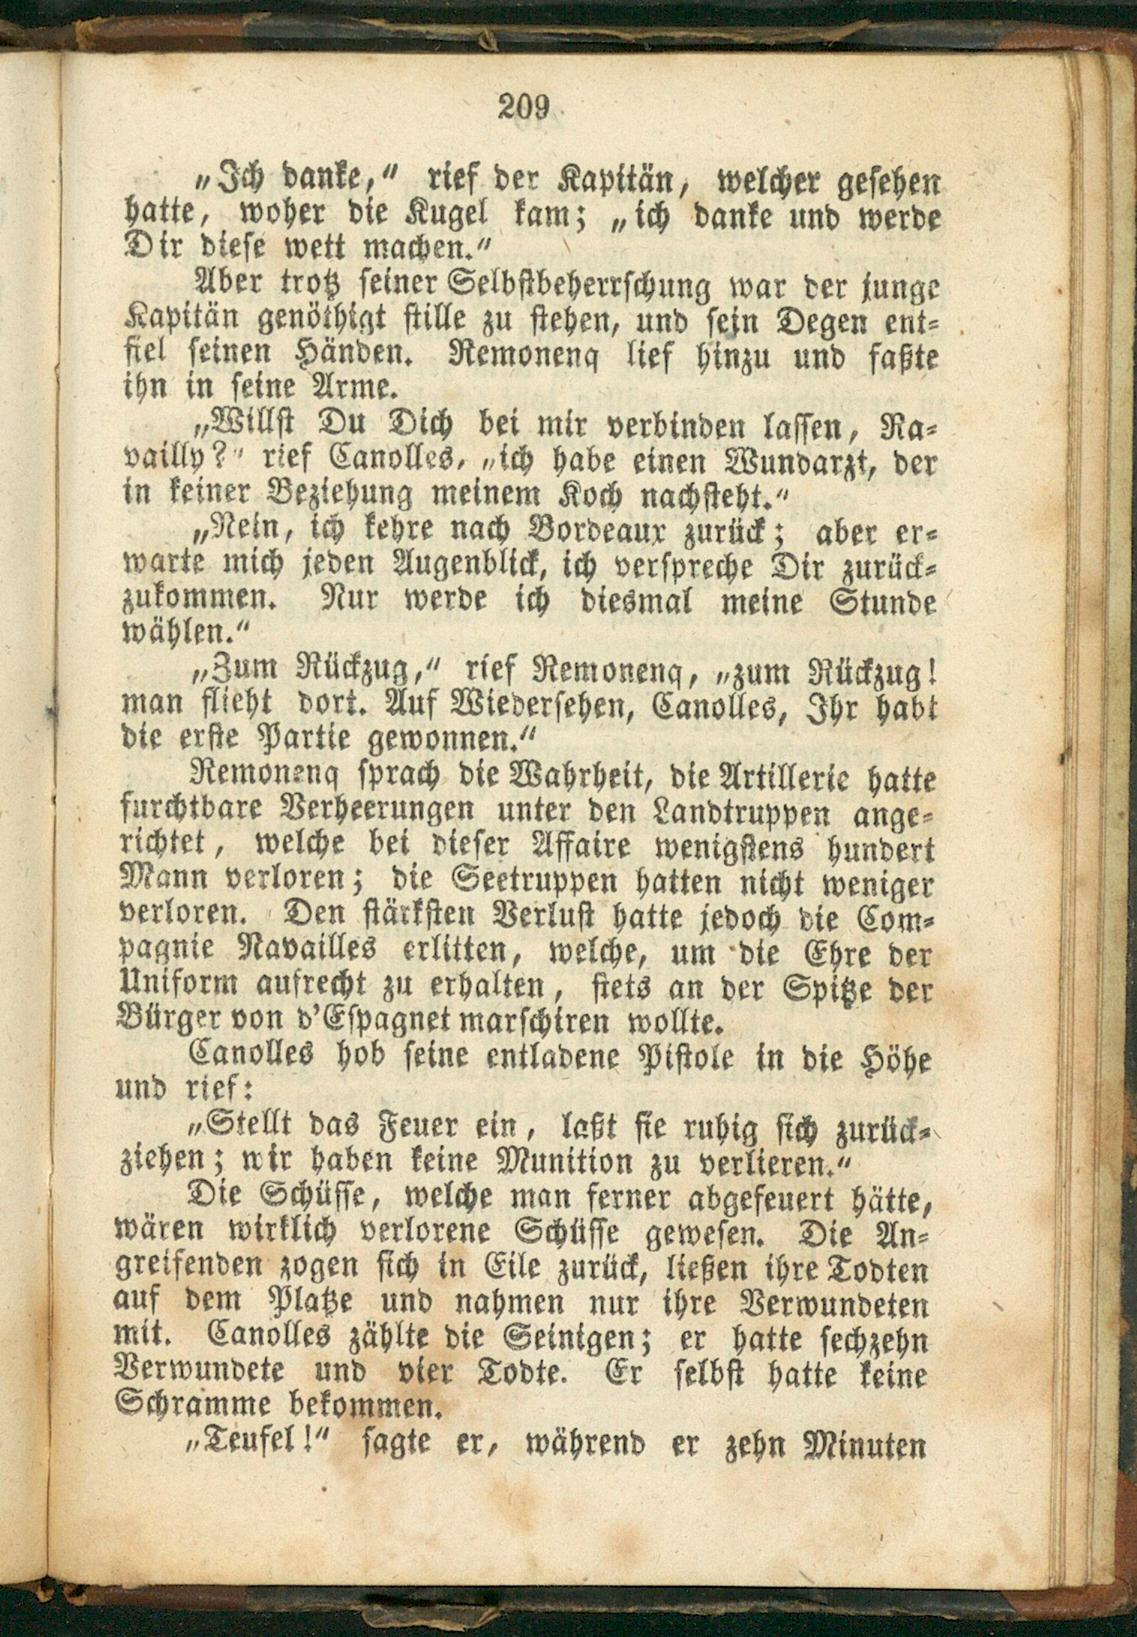 209
„Ich danke,“ rief der Kapitän, welcher gesehen
hatte, woher die Kugel kam; „ich danke und werde
Dir diese wett machen.“
Aber trotz seiner Selbstbeherrschung war der junge
Kapitän genöthigt stille zu stehen, und sein Degen ent-
fiel seinen Händen. Remonenq lief hinzu und faßte
ihn in seine Arme.
„Willst Du Dich bei mir verbinden lassen, Ra-
vailly?“ rief Canolles, „ich habe einen Wundarzt, der
in keiner Beziehung meinem Koch nachsteht.“
„Nein, ich kehre nach Bordeaux zurück; aber er-
warte mich jeden Augenblick, ich verspreche Dir zurück-
zukommen. Nur werde ich diesmal meine Stunde
wählen.“
„Zum Rückzug,“ rief Remonenq, „zum Rückzug!
man flieht dort. Auf Wiedersehen, Canolles, Ihr habt
die erste Partie gewonnen.“
Remonenq sprach die Wahrheit, die Artillerie hatte
furchtbare Verheerungen unter den Landtruppen ange-
richtet, welche bei dieser Affaire wenigstens hundert
Mann verloren; die Seetruppen hatten nicht weniger
verloren. Den stärksten Verlust hatte jedoch die Com-
pagnie Navailles erlitten, welche, um die Ehre der
Uniform aufrecht zu erhalten, stets an der Spitze der
Bürger von d'Espagnet marschiren wollte.
Canolles hob seine entladene Pistole in die Höhe
und rief:
„Stellt das Feuer ein, laßt sie ruhig sich zurück-
ziehen; wir haben keine Munition zu verlieren.“
Die Schüsse, welche man ferner abgefeuert hätte,
wären wirklich verlorene Schüsse gewesen. Die An-
greifenden zogen sich in Eile zurück, ließen ihre Todten
auf dem Platze und nahmen nur ihre Verwundeten
mit. Canolles zählte die Seinigen; er hatte sechzehn
Verwundete und vier Todte. Er selbst hatte keine
Schramme bekommen.
„Teufel!“ sagte er, während er zehn Minuten